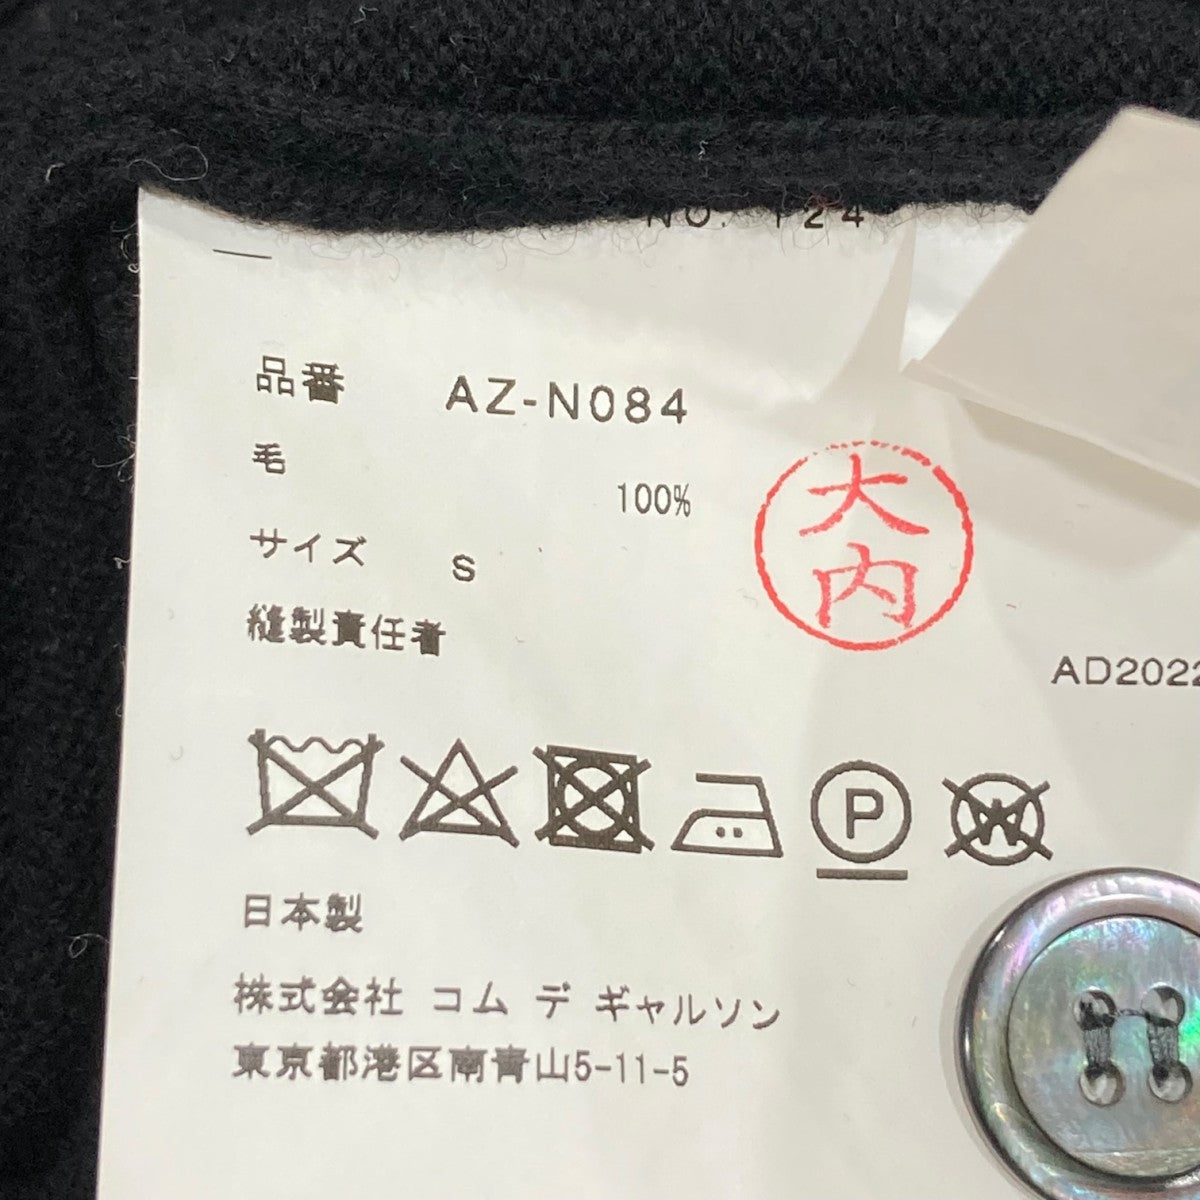 NO. 124
品番 AZ-N084
毛
100%
サイズ S
大内
縫製責任者
AD2022
P
W
日本製
株式会社 コム デ ギャルソン
東京都港区南青山5-11-5